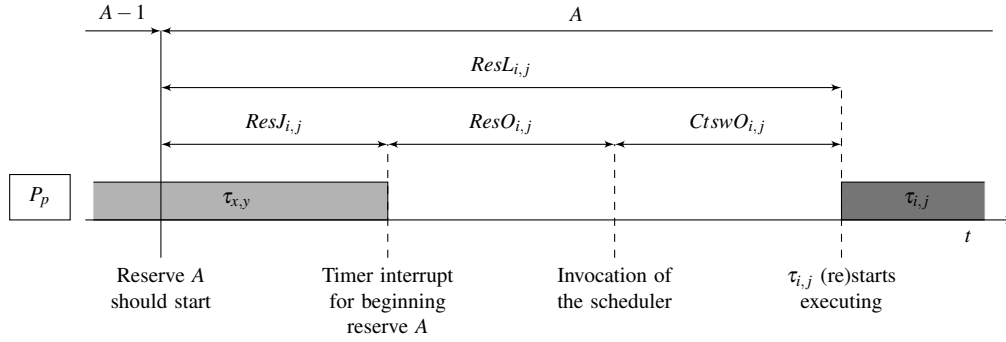 A − 1 A
ResL_{i,j}
ResJ_{i,j} ResO_{i,j} CtswO_{i,j}
P_p τ_{x,y} τ_{i,j}
t
Reserve A
should start
Timer interrupt
for beginning
reserve A
Invocation of
the scheduler
τ_{i,j} (re)starts
executing